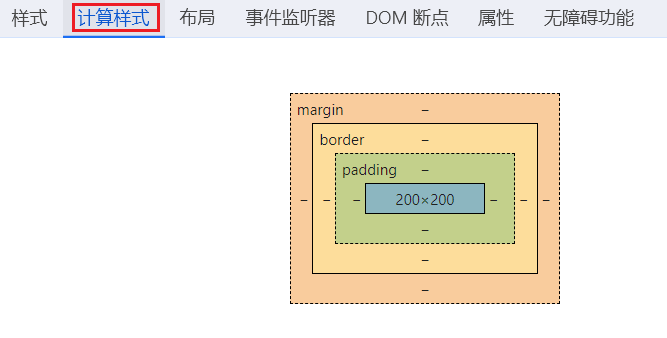 样式 计算样式 布局 事件监听器 DOM 断点 属性 无障碍功能
margin –
border –
padding –
– – – 200×200 – – –
–
–
–